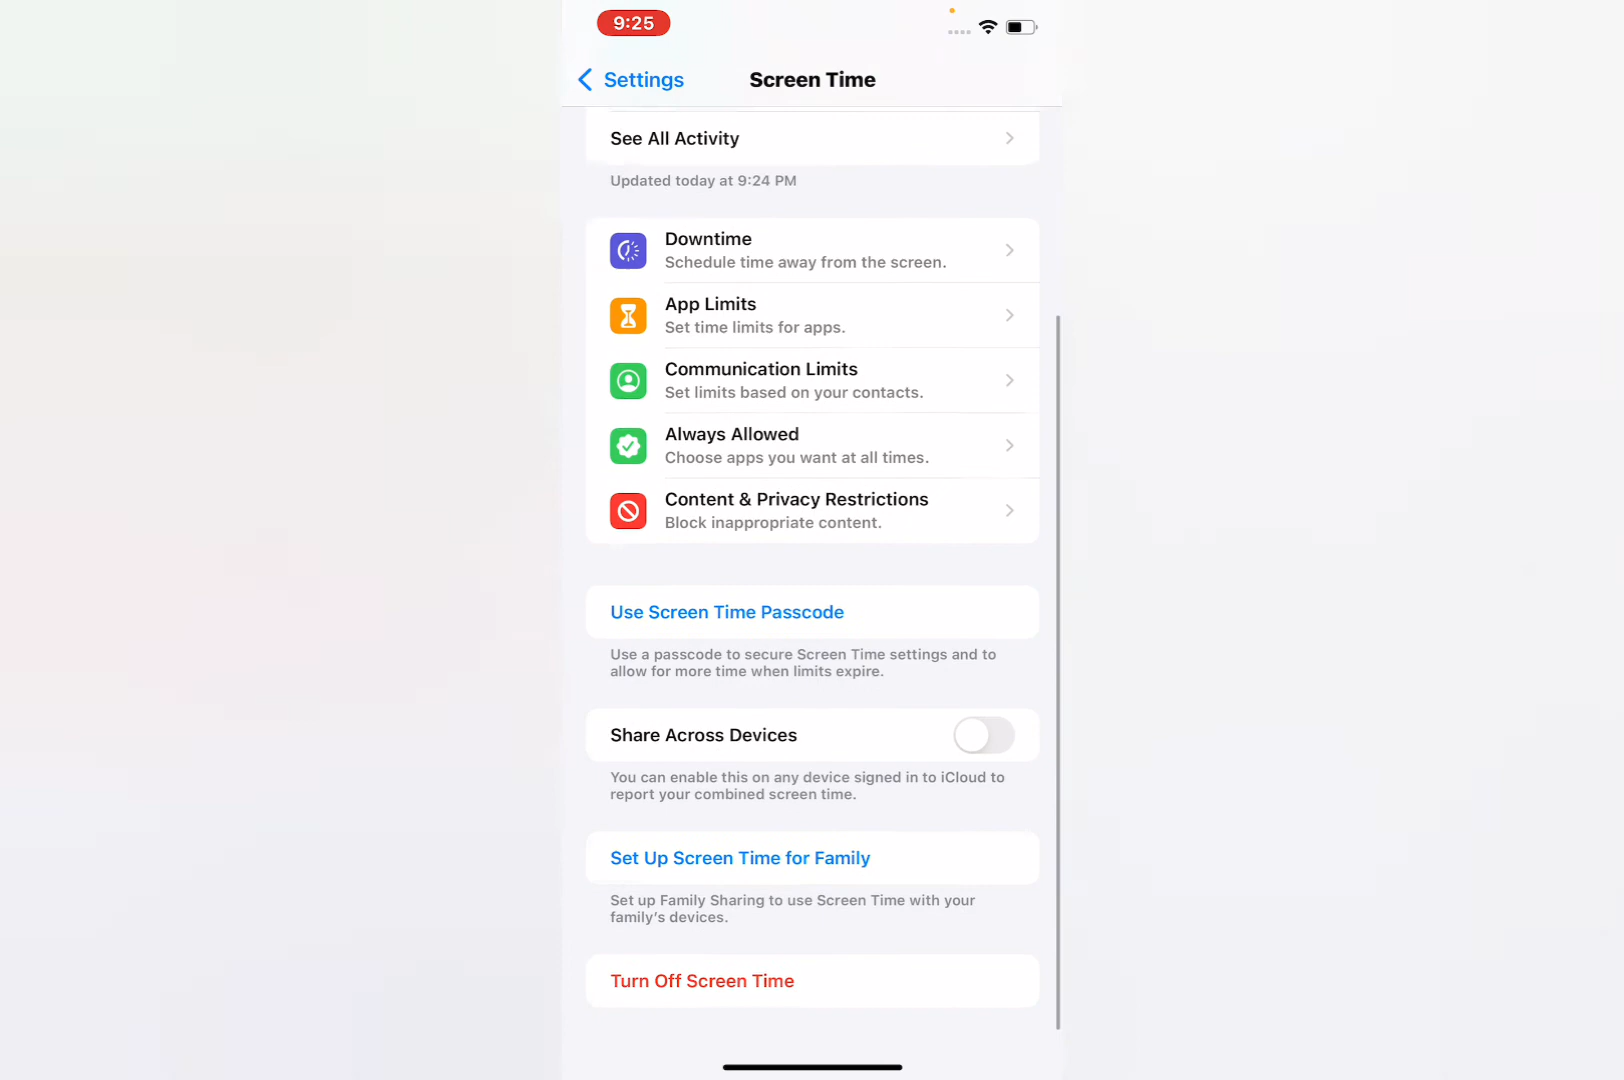 9:25
Settings
Screen Time
See All Activity
Updated today at 9:24 PM
Downtime
Schedule time away from the screen.
App Limits
Set time limits for apps.
Communication Limits
Set limits based on your contacts.
Always Allowed
Choose apps you want at all times.
Content & Privacy Restrictions
Block inappropriate content.
Use Screen Time Passcode
Use a passcode to secure Screen Time settings and to
allow for more time when limits expire.
Share Across Devices
You can enable this on any device signed in to iCloud to
report your combined screen time.
Set Up Screen Time for Family
Set up Family Sharing to use Screen Time with your
family’s devices.
Turn Off Screen Time